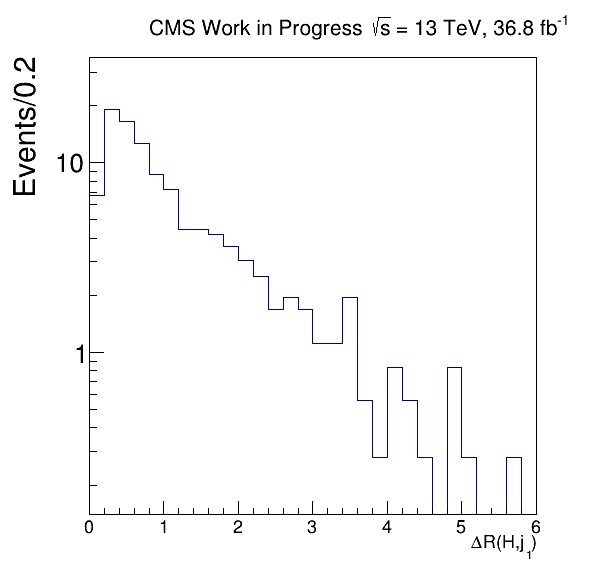 CMS Work in Progress √s = 13 TeV, 36.8 fb⁻¹
Events/0.2
10
1
0 1 2 3 4 5 6
ΔR(H,j₁)